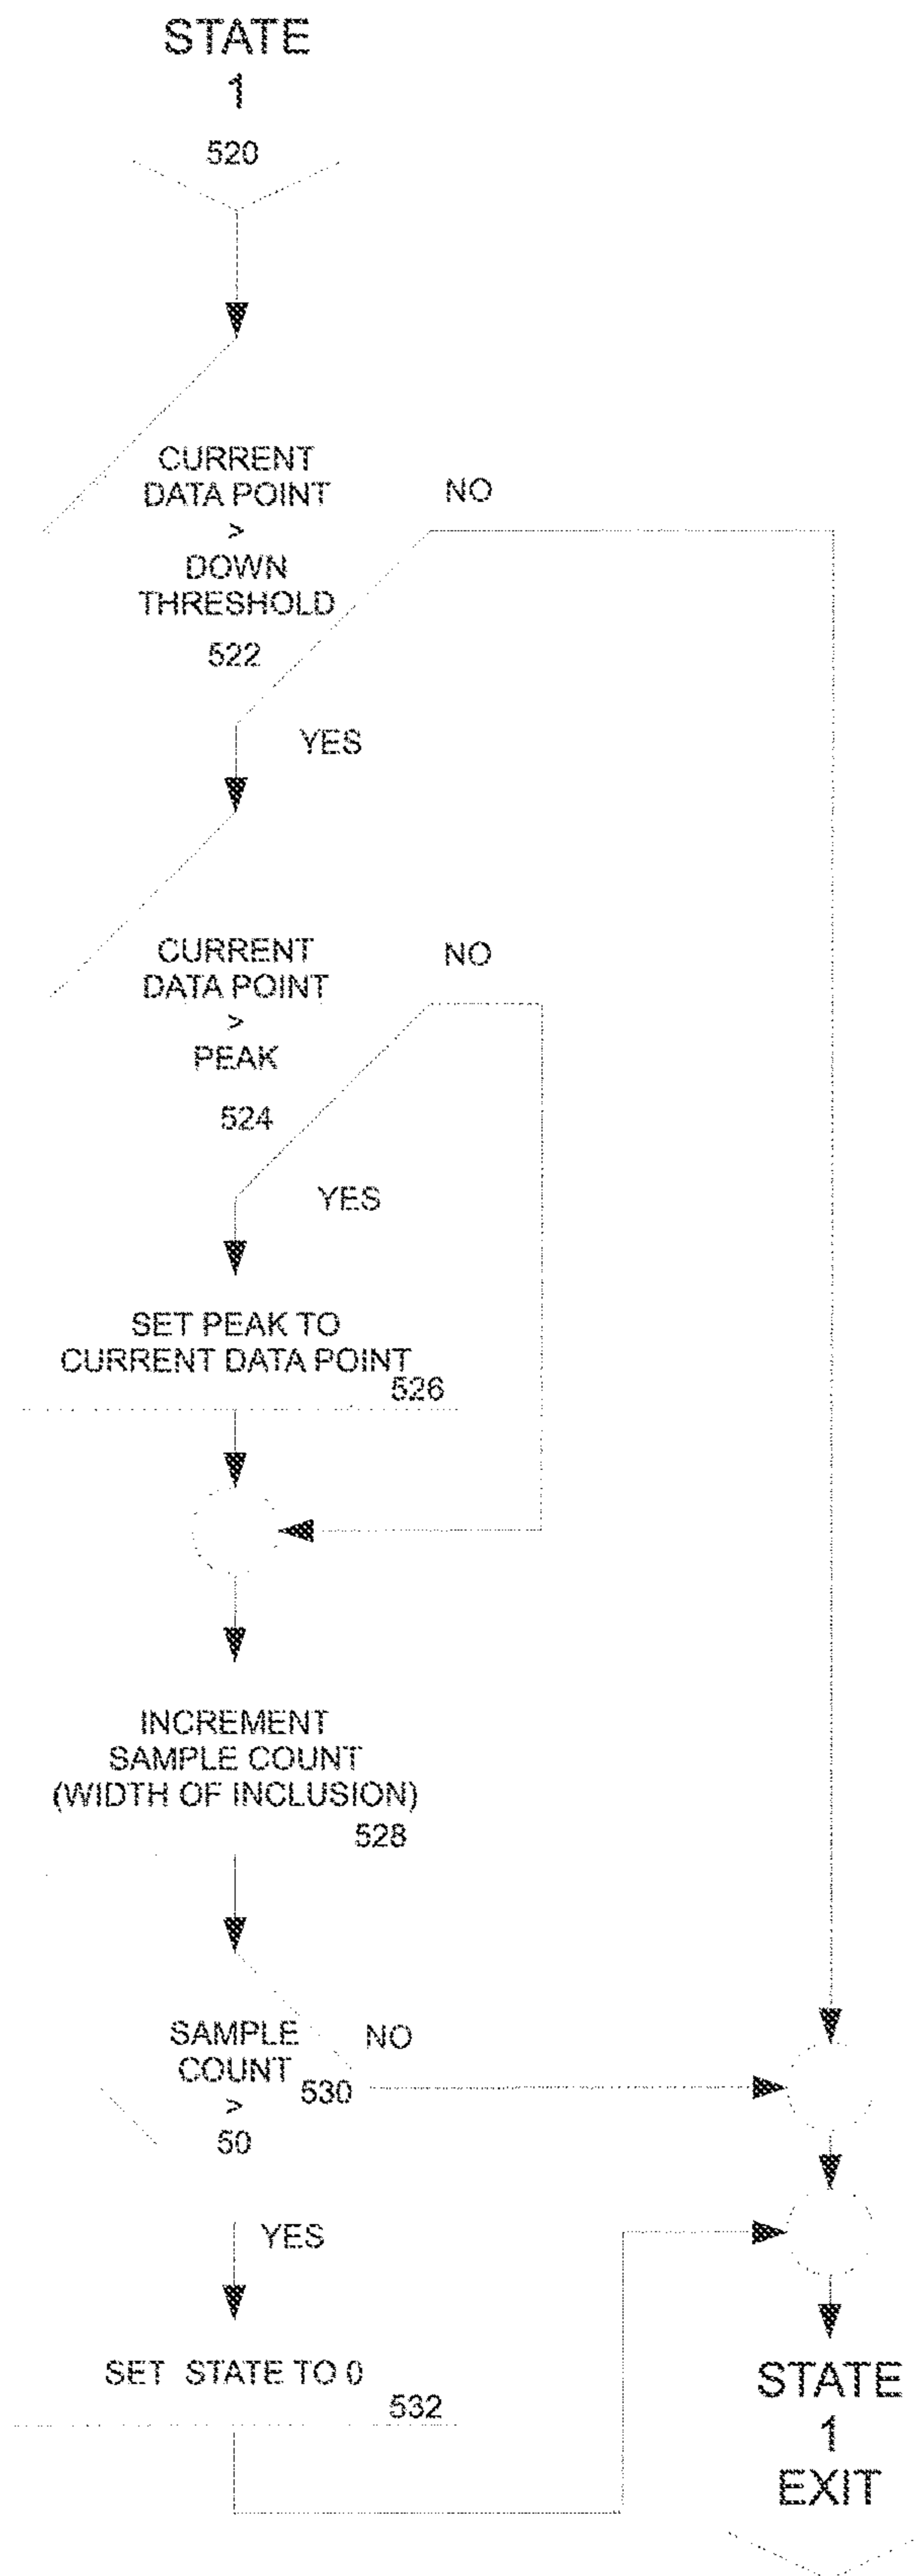 STATE
1
520
CURRENT
DATA POINT
>
DOWN
THRESHOLD
522
NO
YES
CURRENT
DATA POINT
>
PEAK
524
NO
YES
SET PEAK TO
CURRENT DATA POINT
526
INCREMENT
SAMPLE COUNT
(WIDTH OF INCLUSION)
528
SAMPLE
COUNT
>
50
530
NO
YES
SET STATE TO 0
532
STATE
1
EXIT